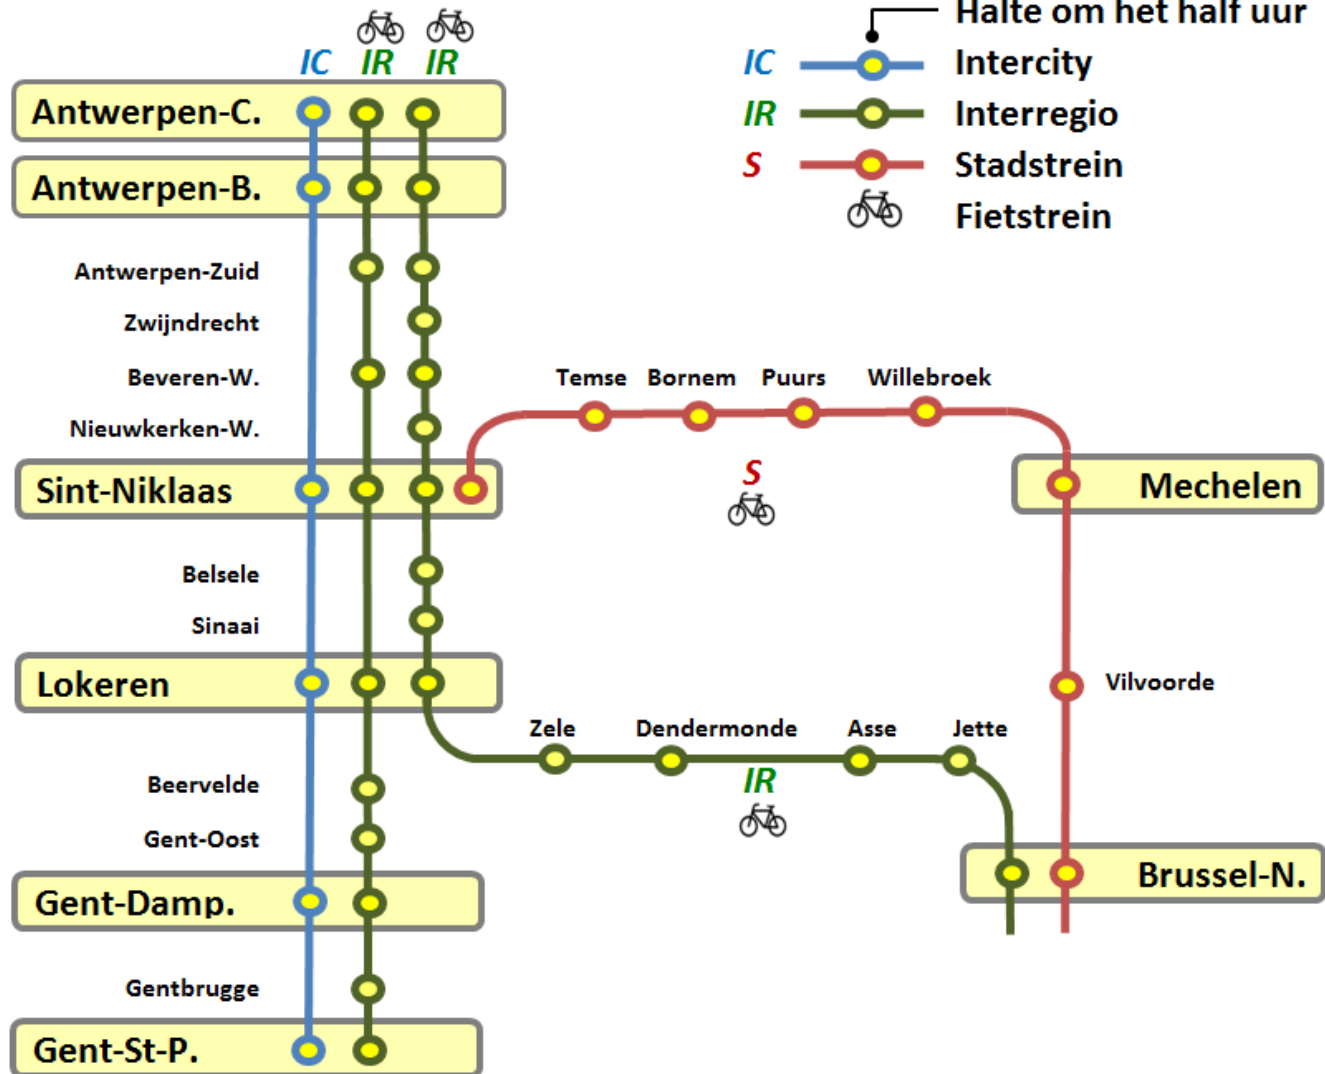 Halte om het half uur
IC IR IR
IC Intercity
IR Interregio
S Stadstrein
Fietstrein
Antwerpen-C.
Antwerpen-B.
Antwerpen-Zuid
Zwijndrecht
Beveren-W.
Nieuwkerken-W.
Sint-Niklaas
Temse Bornem Puurs Willebroek
S
Mechelen
Belsele
Sinaai
Lokeren
Vilvoorde
Zele Dendermonde Asse Jette
IR
Beervelde
Gent-Oost
Gent-Damp.
Brussel-N.
Gentbrugge
Gent-St-P.